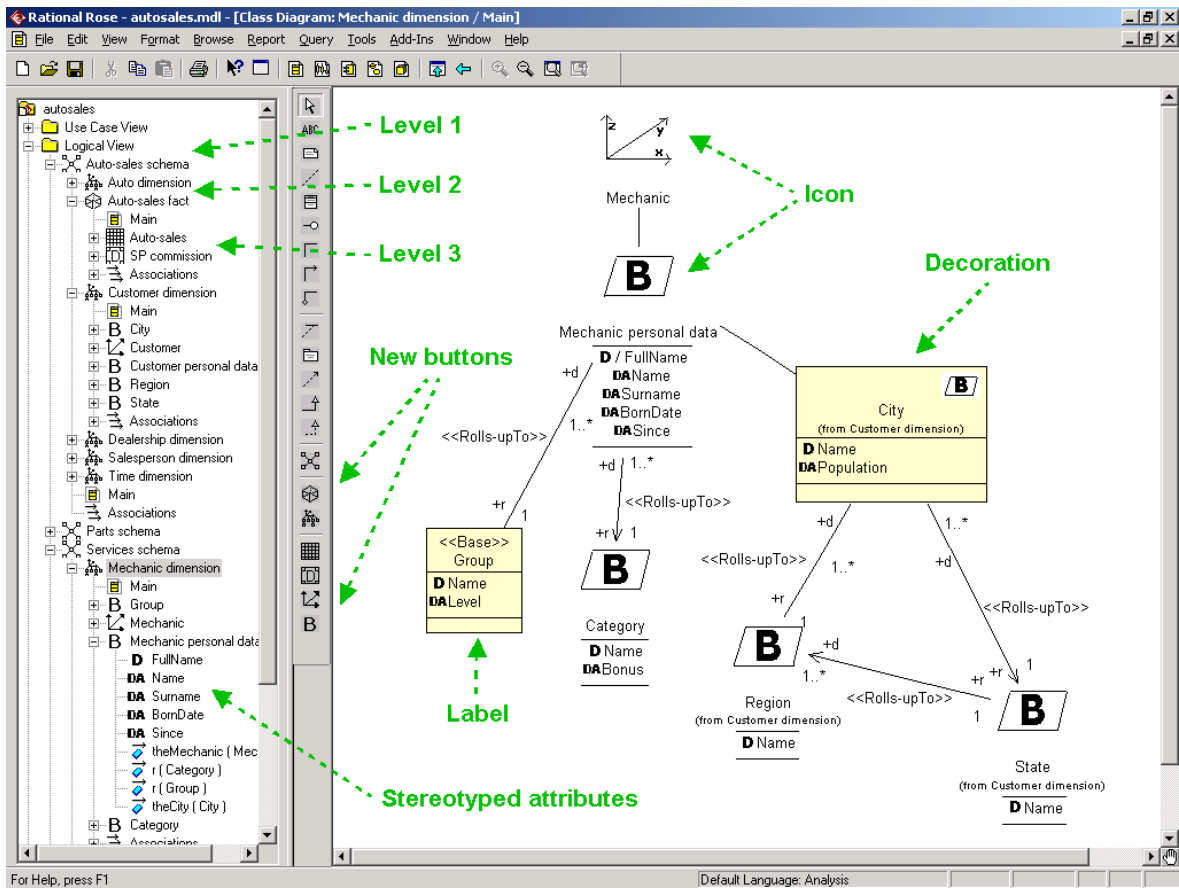 Rational Rose - autosales.mdl - [Class Diagram: Mechanic dimension / Main]
File Edit View Format Browse Report Query Tools Add-Ins Window Help
autosales
Use Case View
Logical View
Auto-sales schema
Auto dimension
Auto-sales fact
Main
Auto-sales
SP commission
Associations
Customer dimension
Main
B City
Customer
B Customer personal data
B Region
B State
Associations
Dealership dimension
Salesperson dimension
Time dimension
Main
Associations
Parts schema
Services schema
Mechanic dimension
Main
B Group
Mechanic
B Mechanic personal data
D FullName
DA Name
DA Surname
DA BornDate
DA Since
theMechanic ( Mec
r ( Category )
r ( Group )
theCity ( City )
B Category
Associations
ABC
D
B
Level 1
Level 2
Level 3
New buttons
Icon
Decoration
Label
Stereotyped attributes
z
y
x
Mechanic
B
Mechanic personal data
D / FullName
DA Name
DA Surname
DA BornDate
DA Since
+d
1..*
<<Rolls-upTo>>
+r
1
<<Base>>
Group
D Name
DA Level
+d
1..*
<<Rolls-upTo>>
+r
1
B
Category
D Name
DA Bonus
B
City
(from Customer dimension)
D Name
DA Population
+d
1..*
<<Rolls-upTo>>
+r
1
1..*
+d
<<Rolls-upTo>>
+r
1
B
Region
(from Customer dimension)
D Name
+d
1..*
<<Rolls-upTo>>
+r
1
B
State
(from Customer dimension)
D Name
For Help, press F1
Default Language: Analysis